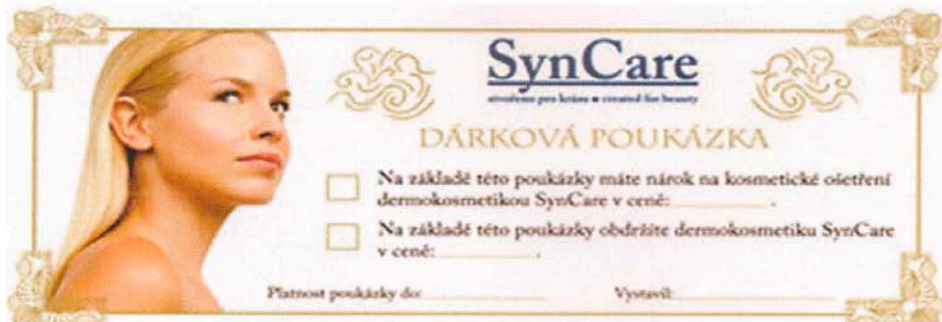 SynCare
stvořeno pro krásu ■ created for beauty
DÁRKOVÁ POUKÁZKA
Na základě této poukázky máte nárok na kosmetické ošetření
dermokosmetikou SynCare v ceně: .
Na základě této poukázky obdržíte dermokosmetiku SynCare
v ceně: .
Platnost poukázky do: Vystavil: